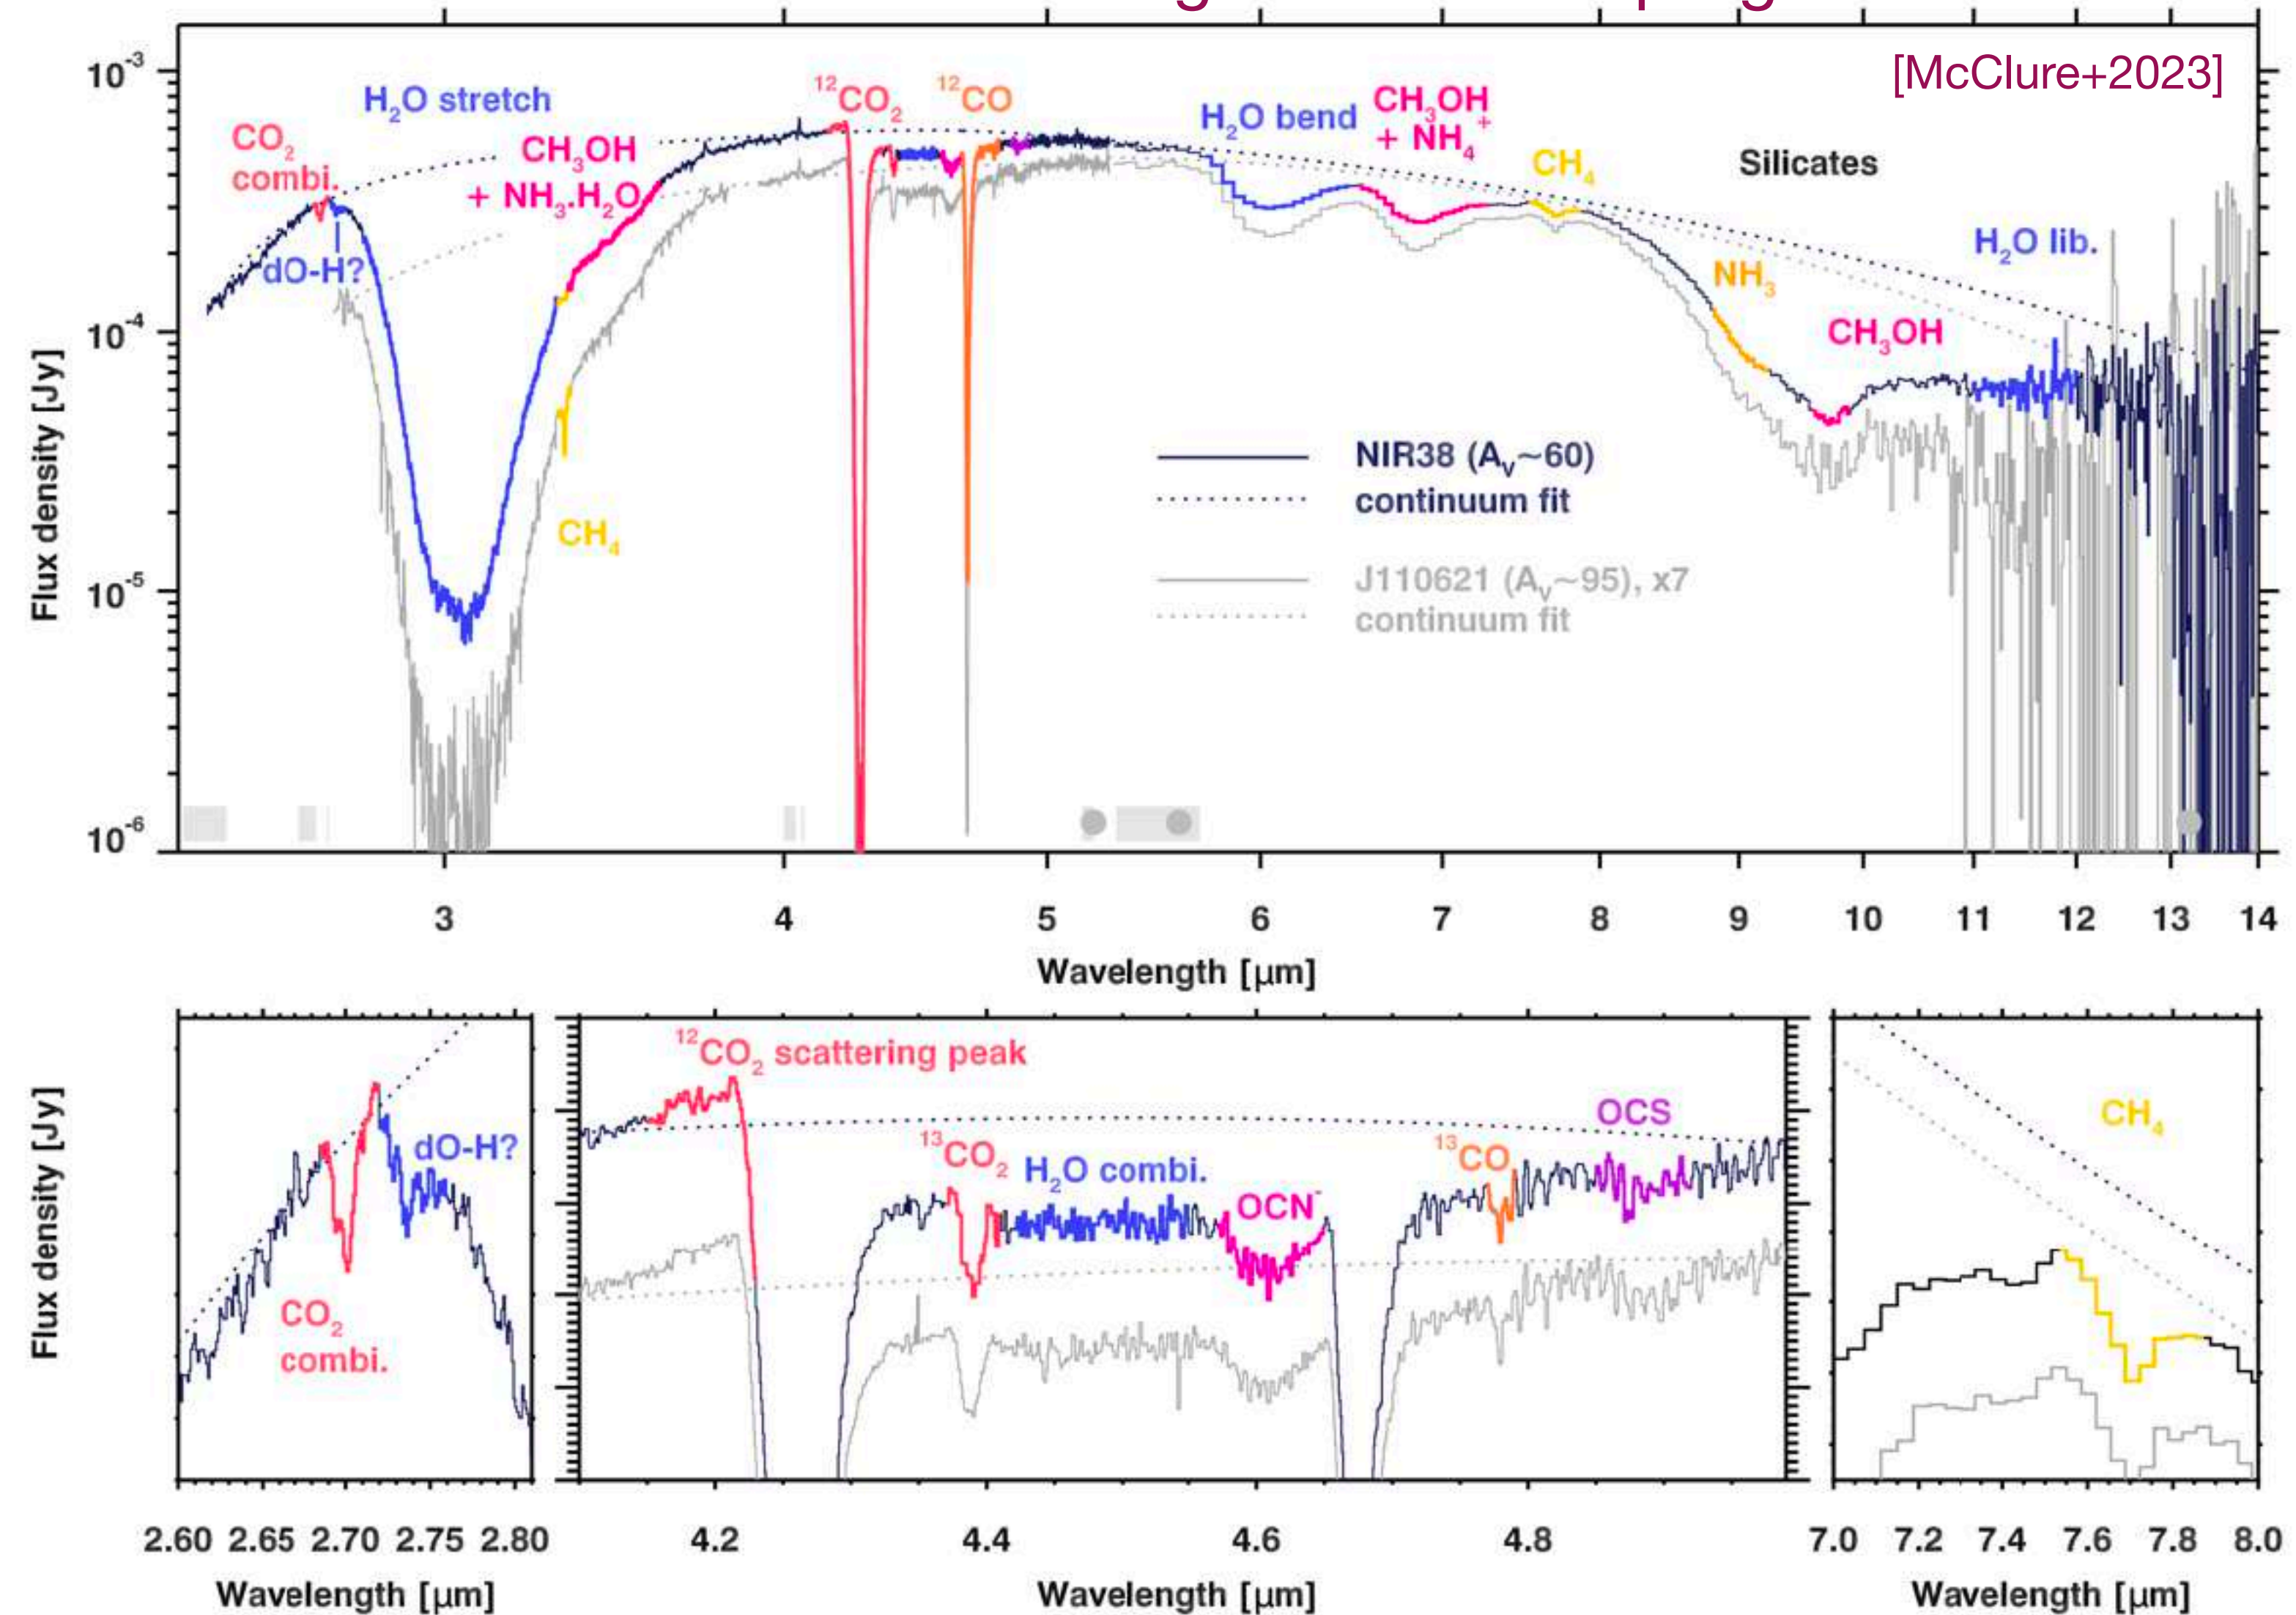 [McClure+2023]
Flux density [Jy]
10⁻³
10⁻⁴
10⁻⁵
10⁻⁶
CO₂
combi.
H₂O stretch
dO-H?
CH₃OH
+ NH₃.H₂O
CH₄
¹²CO₂
¹²CO
H₂O bend
CH₃OH
+ NH₄⁺
CH₄
Silicates
NH₃
CH₃OH
H₂O lib.
NIR38 (Aᵥ~60)
continuum fit
J110621 (Aᵥ~95), x7
continuum fit
3 4 5 6 7 8 9 10 11 12 13 14
Wavelength [μm]
Flux density [Jy]
CO₂
combi.
dO-H?
2.60 2.65 2.70 2.75 2.80
Wavelength [μm]
¹²CO₂ scattering peak
¹³CO₂
H₂O combi.
OCN⁻
¹³CO
OCS
4.2 4.4 4.6 4.8
Wavelength [μm]
CH₄
7.0 7.2 7.4 7.6 7.8 8.0
Wavelength [μm]